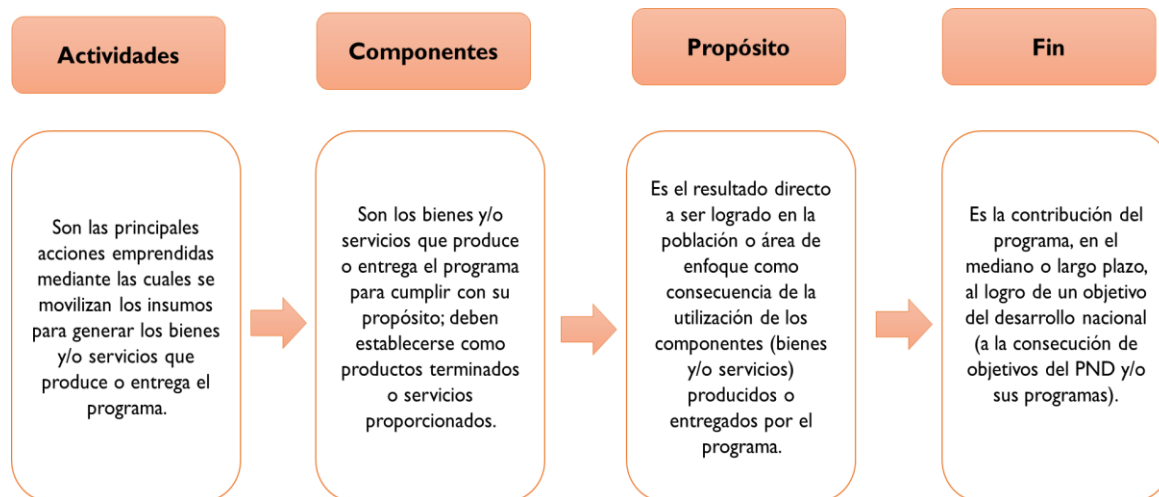 Actividades
Componentes
Propósito
Fin
Son las principales
acciones emprendidas
mediante las cuales se
movilizan los insumos
para generar los bienes
y/o servicios que
produce o entrega el
programa.
Son los bienes y/o
servicios que produce
o entrega el programa
para cumplir con su
propósito; deben
establecerse como
productos terminados
o servicios
proporcionados.
Es el resultado directo
a ser logrado en la
población o área de
enfoque como
consecuencia de la
utilización de los
componentes (bienes
y/o servicios)
producidos o
entregados por el
programa.
Es la contribución del
programa, en el
mediano o largo plazo,
al logro de un objetivo
del desarrollo nacional
(a la consecución de
objetivos del PND y/o
sus programas).